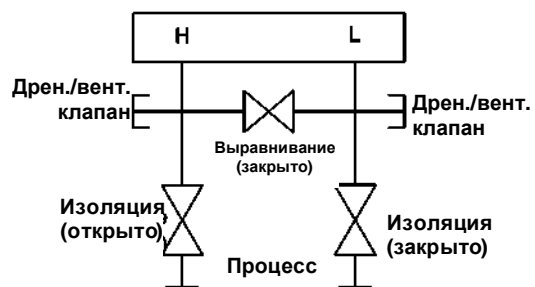 H L
Дрен./вент.
клапан
Дрен./вент.
клапан
Выравнивание
(закрыто)
Изоляция
(открыто)
Изоляция
(закрыто)
Процесс